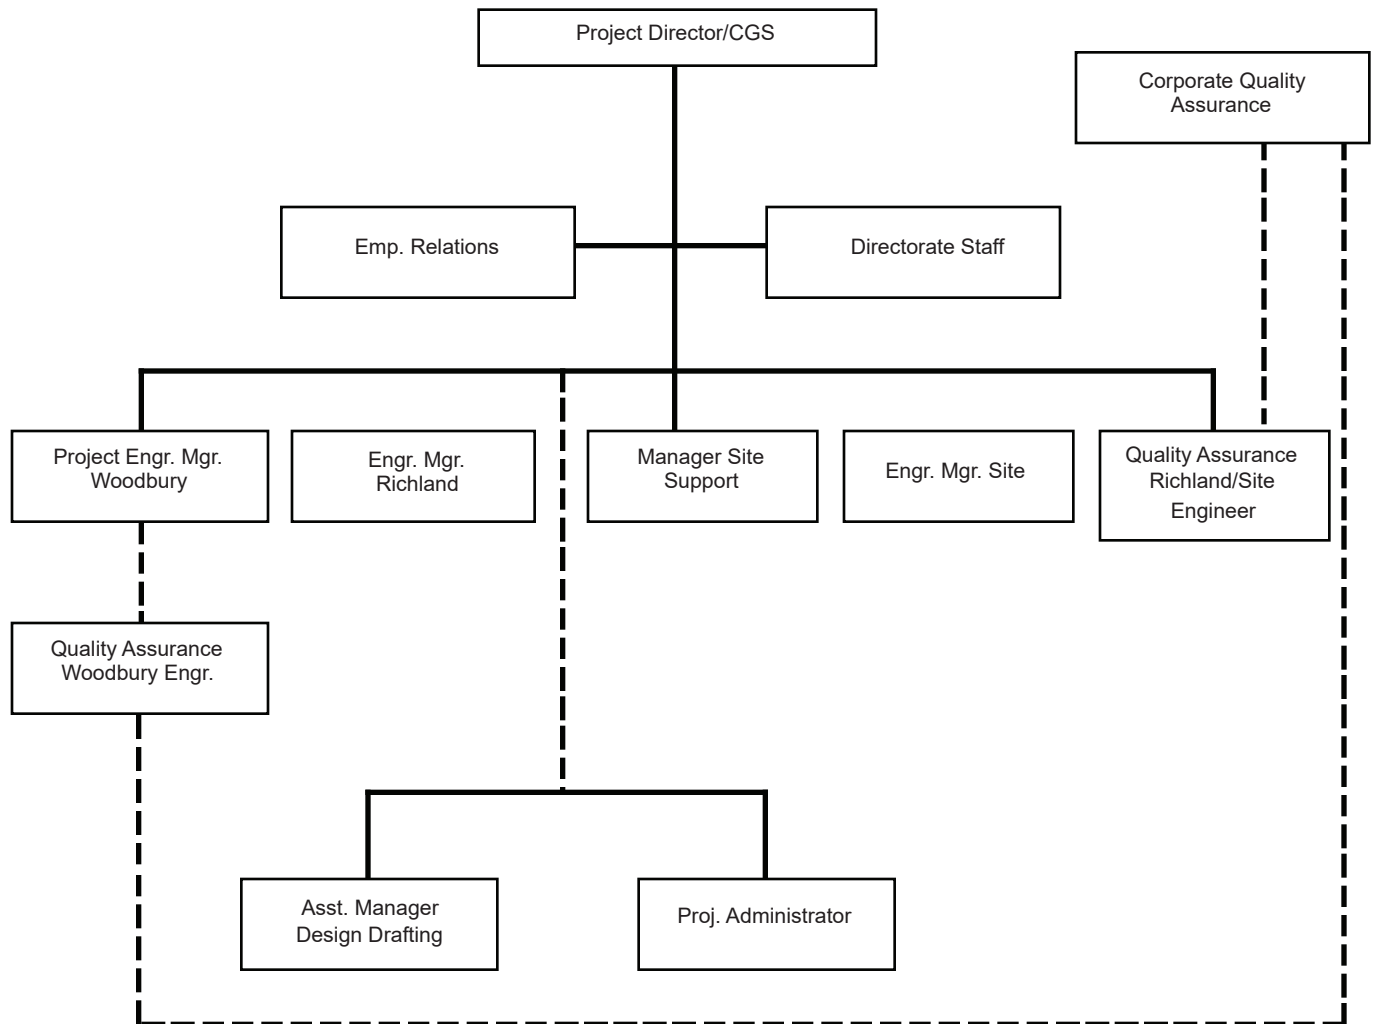 Project Director/CGS
Corporate Quality
Assurance
Emp. Relations
Directorate Staff
Project Engr. Mgr.
Woodbury
Engr. Mgr.
Richland
Manager Site
Support
Engr. Mgr. Site
Quality Assurance
Richland/Site
Engineer
Quality Assurance
Woodbury Engr.
Asst. Manager
Design Drafting
Proj. Administrator